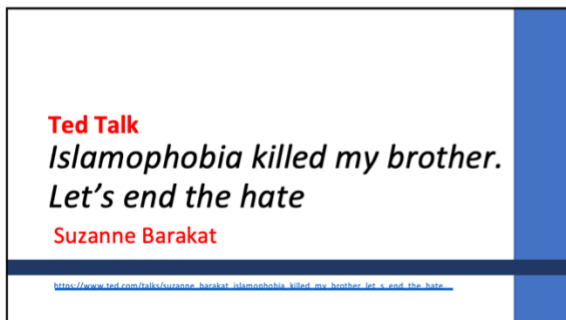 Ted Talk
Islamophobia killed my brother.
Let’s end the hate
Suzanne Barakat
https://www.ted.com/talks/suzanne_barakat_islamophobia_killed_my_brother_let_s_end_the_hate